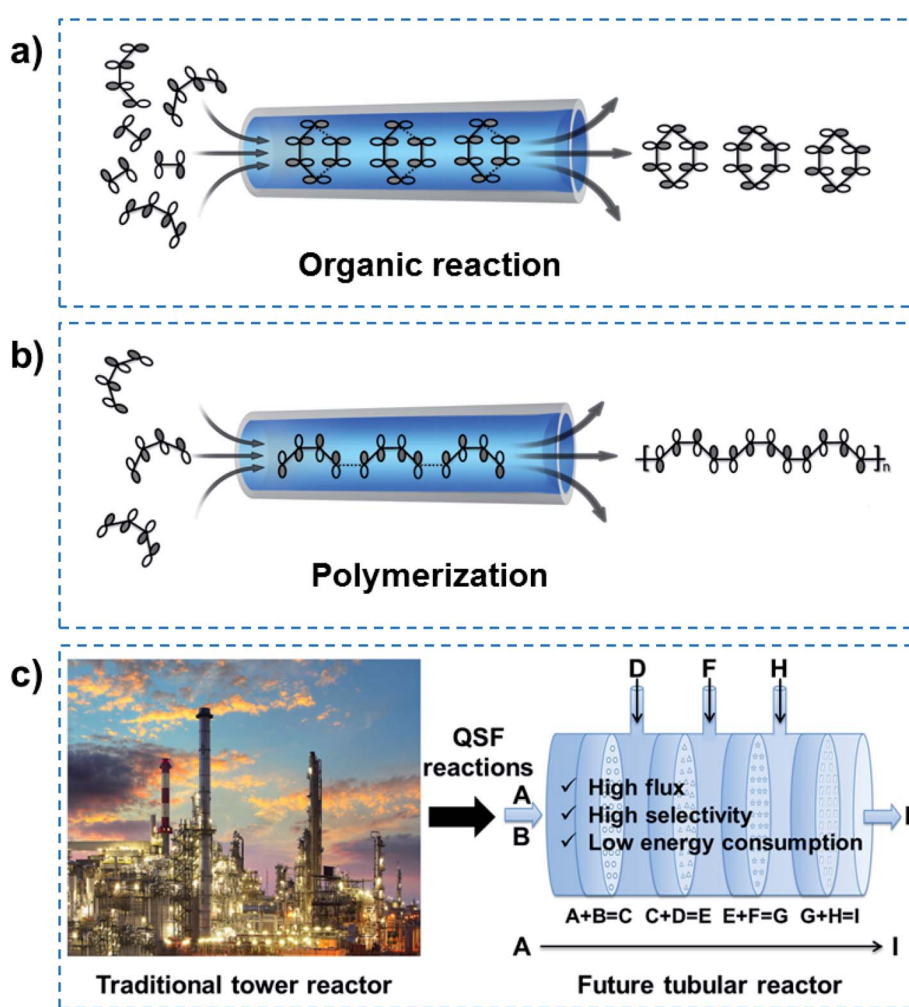 a)
Organic reaction
b)
n
Polymerization
c)
D F H
QSF
reactions
A
B
✓ High flux
✓ High selectivity
✓ Low energy consumption
A+B=C C+D=E E+F=G G+H=I
A I
Traditional tower reactor
Future tubular reactor